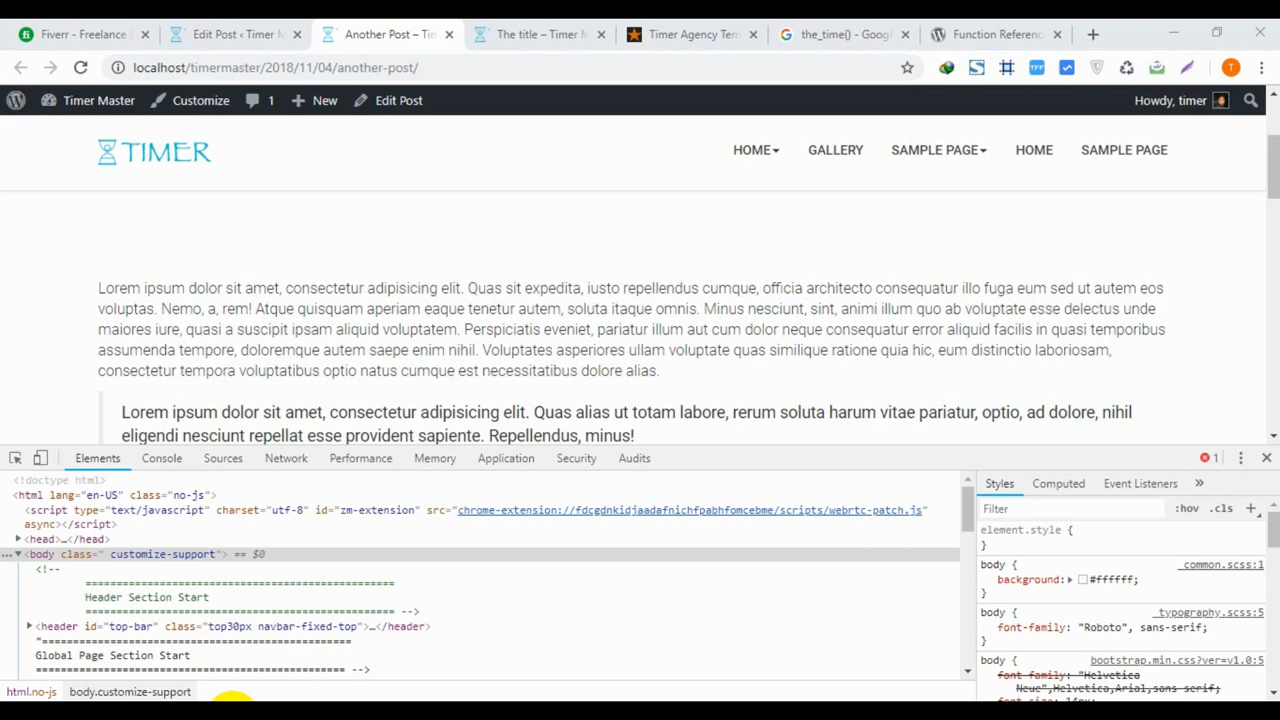 Fiverr - Freelance Edit Post ‹ Timer M Another Post – Tim The title – Timer M Timer Agency Tem the_time() - Googl Function Referenc
localhost/timermaster/2018/11/04/another-post/
Timer Master Customize 1 New Edit Post Howdy, timer
TIMER HOME GALLERY SAMPLE PAGE HOME SAMPLE PAGE
Lorem ipsum dolor sit amet, consectetur adipisicing elit. Quas sit expedita, iusto repellendus cumque, officia architecto consequatur illo fuga eum sed ut autem eos
voluptas. Nemo, a, rem! Atque quisquam aperiam eaque tenetur autem, soluta itaque omnis. Minus nesciunt, sint, animi illum quo ab voluptate esse delectus unde
maiores iure, quasi a suscipit ipsam aliquid voluptatem. Perspiciatis eveniet, pariatur illum aut cum dolor neque consequatur error aliquid facilis in quasi temporibus
assumenda tempore, doloremque autem saepe enim nihil. Voluptates asperiores ullam voluptate quas similique ratione quia hic, eum distinctio laboriosam,
consectetur tempora voluptatibus optio natus cumque est necessitatibus dolore alias.
Lorem ipsum dolor sit amet, consectetur adipisicing elit. Quas alias ut totam labore, rerum soluta harum vitae pariatur, optio, ad dolore, nihil
eligendi nesciunt repellat esse provident sapiente. Repellendus, minus!
Elements Console Sources Network Performance Memory Application Security Audits 1
<!doctype html>
<html lang="en-US" class="no-js">
<script type="text/javascript" charset="utf-8" id="zm-extension" src="chrome-extension://fdcgdnkidjaadafnichfpabhfomcebme/scripts/webrtc-patch.js"
async></script>
<head>…</head>
<body class=" customize-support"> == $0
<!--
==================================================
Header Section Start
================================================== -->
<header id="top-bar" class="top30px navbar-fixed-top">…</header>
"==================================================
Global Page Section Start
================================================== -->
html.no-js body.customize-support
Styles Computed Event Listeners »
Filter :hov .cls +
element.style {
}
body { _common.scss:1
background: #ffffff;
}
body { _typography.scss:5
font-family: "Roboto", sans-serif;
}
body { bootstrap.min.css?ver=v1.0:5
font-family: "Helvetica
Neue",Helvetica,Arial,sans-serif;
font-size: 14px;